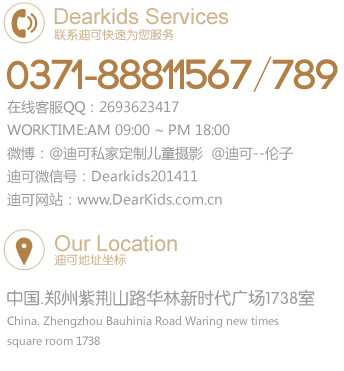 Dearkids Services
联系迪可快速为您服务
0371-88811567/789
在线客服QQ：2693623417
WORKTIME:AM 09:00 ~ PM 18:00
微博：@迪可私家定制儿童摄影 @迪可--伦子
迪可微信号：Dearkids201411
迪可网站：www.DearKids.com.cn
Our Location
迪可地址坐标
中国.郑州紫荆山路华林新时代广场1738室
China. Zhengzhou Bauhinia Road Waring new times
square room 1738